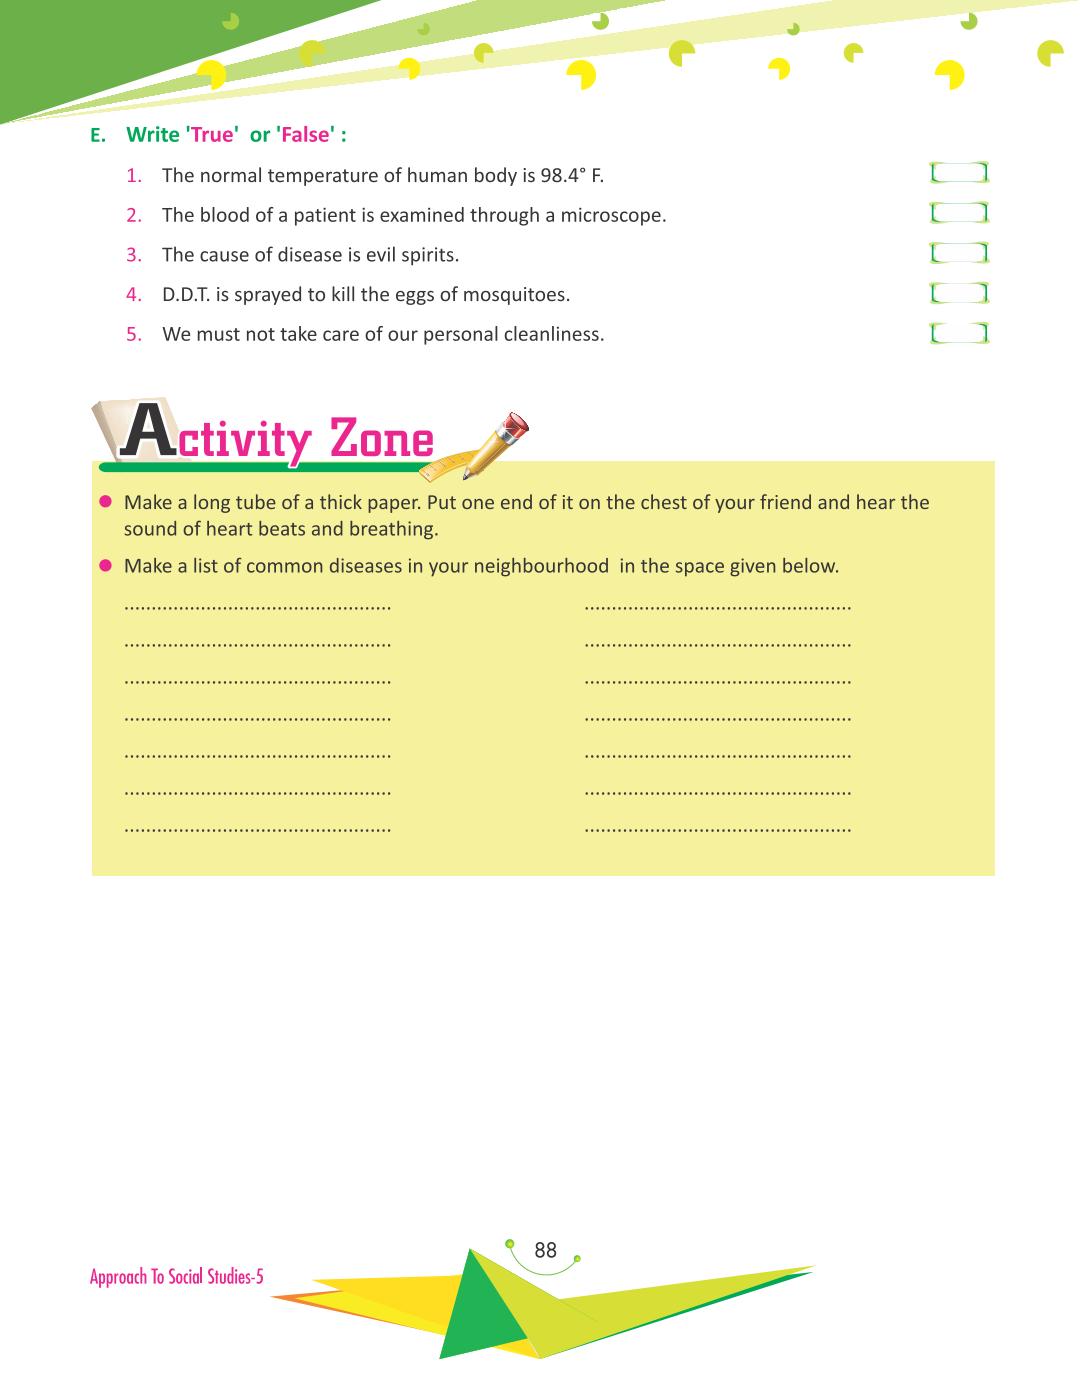 E. Write 'True' or 'False' :
1. The normal temperature of human body is 98.4° F.
2. The blood of a patient is examined through a microscope.
3. The cause of disease is evil spirits.
4. D.D.T. is sprayed to kill the eggs of mosquitoes.
5. We must not take care of our personal cleanliness.
Activity Zone
● Make a long tube of a thick paper. Put one end of it on the chest of your friend and hear the
sound of heart beats and breathing.
● Make a list of common diseases in your neighbourhood in the space given below.
................................................. .................................................
................................................. .................................................
................................................. .................................................
................................................. .................................................
................................................. .................................................
................................................. .................................................
................................................. .................................................
88
Approach To Social Studies-5